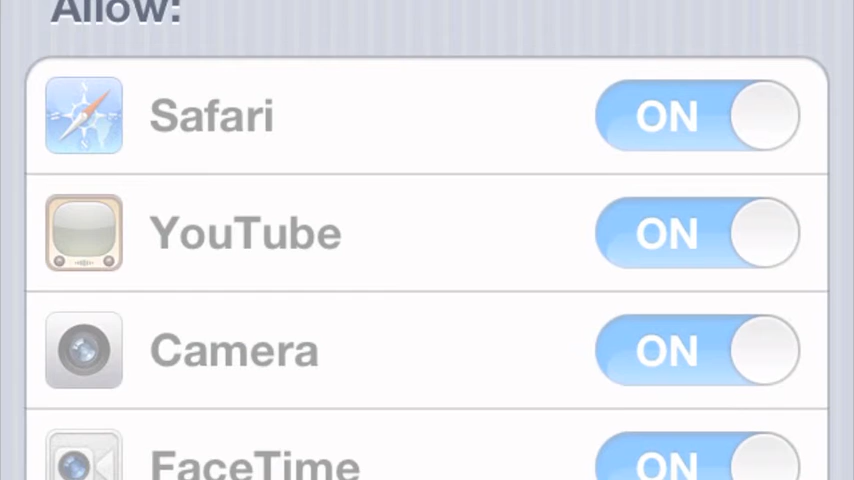 Allow:
Safari ON
YouTube ON
Camera ON
FaceTime ON